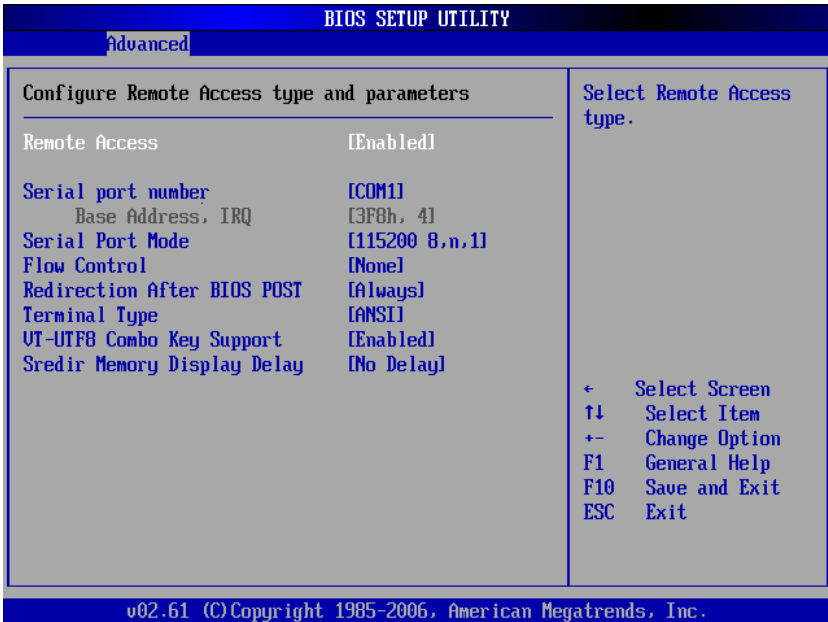 BIOS SETUP UTILITY
Advanced
Configure Remote Access type and parameters
Remote Access [Enabled]
Serial port number [COM1]
Base Address, IRQ [3F8h, 4]
Serial Port Mode [115200 8,n,1]
Flow Control [None]
Redirection After BIOS POST [Always]
Terminal Type [ANSI]
VT-UTF8 Combo Key Support [Enabled]
Sredir Memory Display Delay [No Delay]
Select Remote Access
type.
← Select Screen
↑↓ Select Item
+- Change Option
F1 General Help
F10 Save and Exit
ESC Exit
v02.61 (C)Copyright 1985-2006, American Megatrends, Inc.